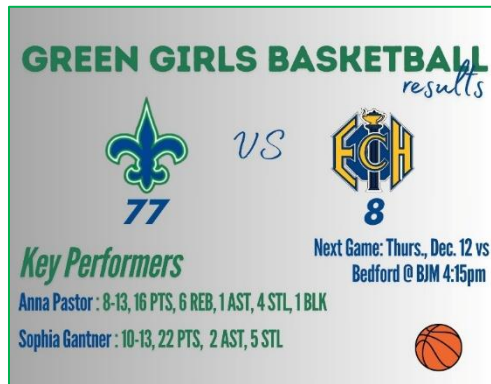 GREEN GIRLS BASKETBALL
results
VS
ECH
77
8
Next Game: Thurs., Dec. 12 vs
Bedford @ BJM 4:15pm
Key Performers
Anna Pastor : 8-13, 16 PTS, 6 REB, 1 AST, 4 STL, 1 BLK
Sophia Gantner : 10-13, 22 PTS, 2 AST, 5 STL